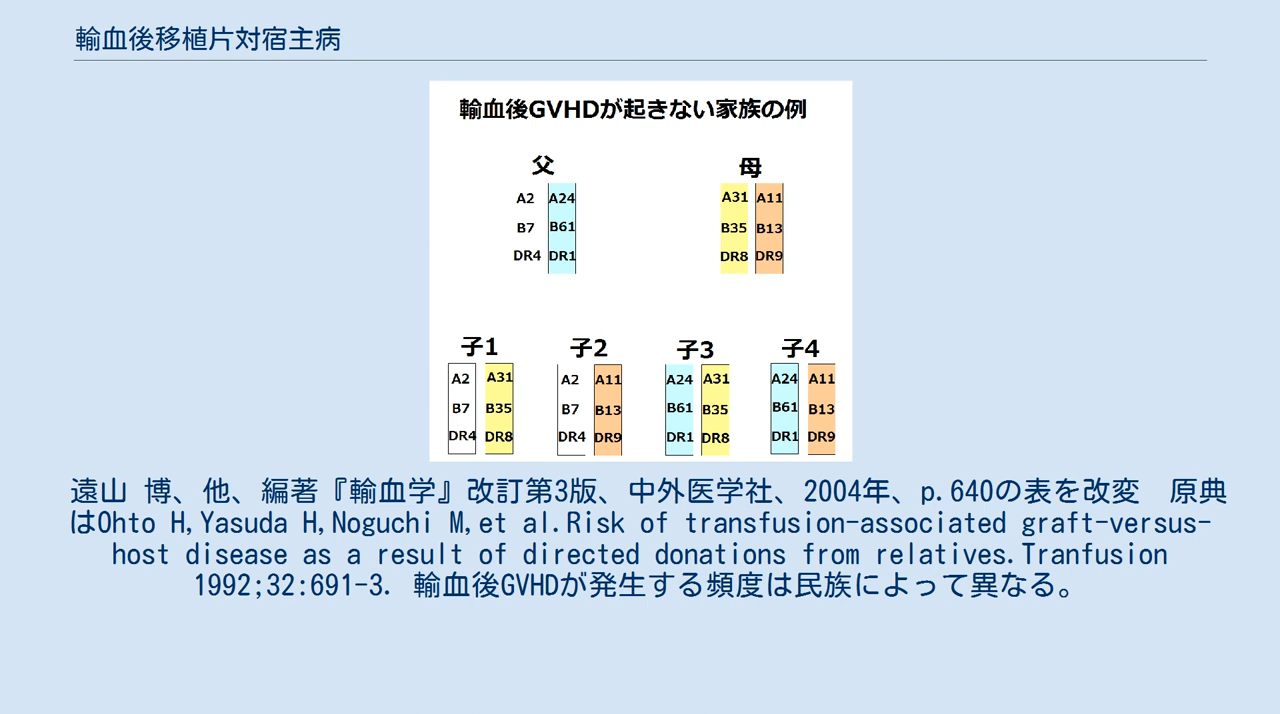 輸血後移植片対宿主病
輸血後GVHDが起きない家族の例
父 母
A2 A24 A31 A11
B7 B61 B35 B13
DR4 DR1 DR8 DR9
子1 子2 子3 子4
A2 A31 A2 A11 A24 A31 A24 A11
B7 B35 B7 B13 B61 B35 B61 B13
DR4 DR8 DR4 DR9 DR1 DR8 DR1 DR9
遠山 博、他、編著『輸血学』改訂第3版、中外医学社、2004年、p.640の表を改変　原典
はOhto H,Yasuda H,Noguchi M,et al.Risk of transfusion-associated graft-versus-
host disease as a result of directed donations from relatives.Tranfusion
1992;32:691-3. 輸血後GVHDが発生する頻度は民族によって異なる。